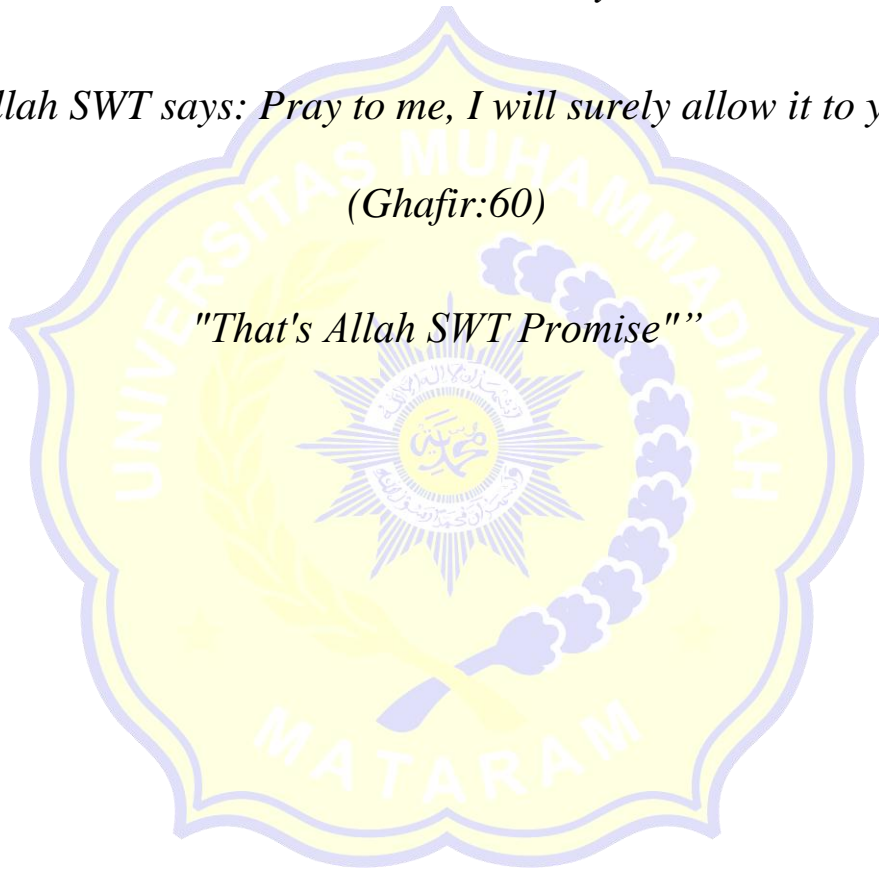 llah SWT says: Pray to me, I will surely allow it to y
(Ghafir:60)
"That's Allah SWT Promise"”
UNIVERSITAS MUHAMMADIYAH
MATARAM